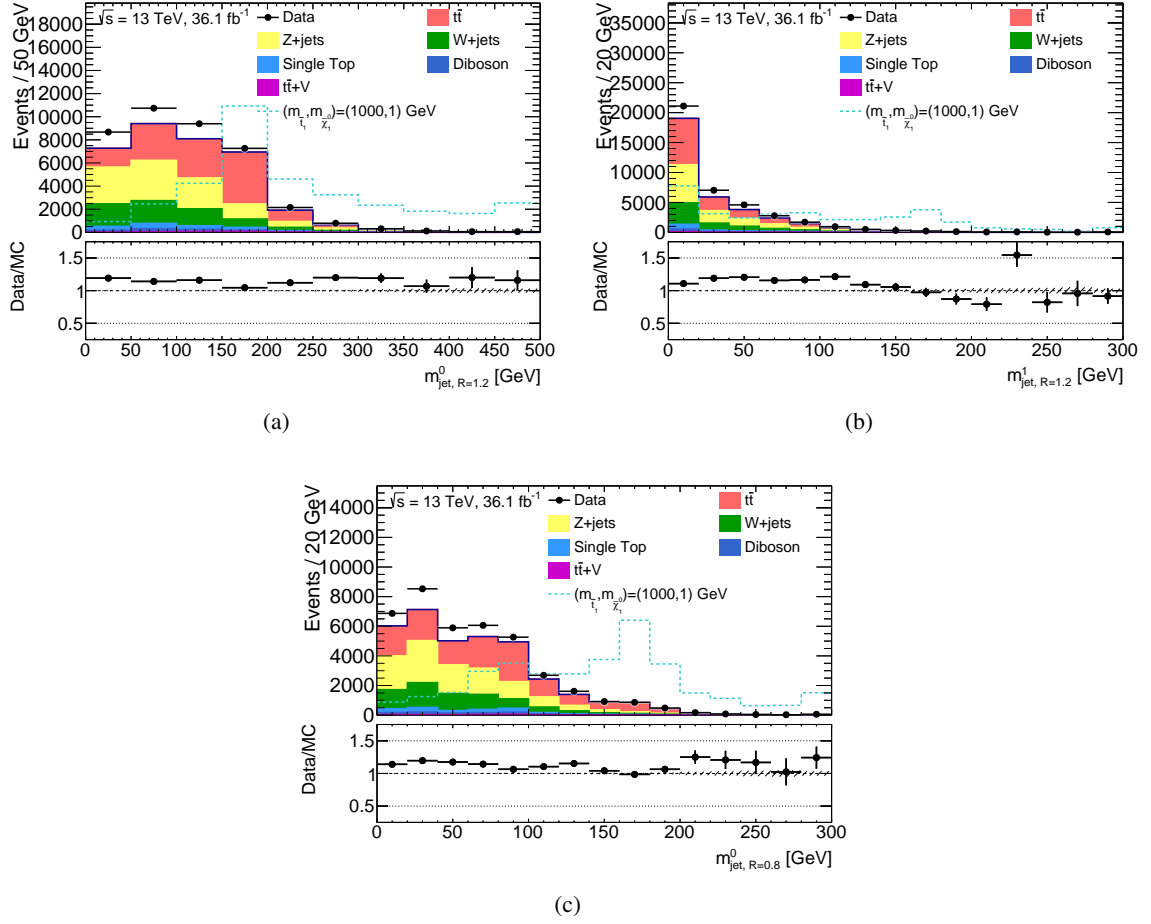 √s = 13 TeV, 36.1 fb⁻¹
Data
tt̄
Z+jets
W+jets
Single Top
Diboson
tt̄+V
(m_t̃₁,m_χ̃₁⁰)=(1000,1) GeV
Events / 50 GeV
18000
16000
14000
12000
10000
8000
6000
4000
2000
0
Data/MC
1.5
1
0.5
0 50 100 150 200 250 300 350 400 450 500
m⁰_jet, R=1.2 [GeV]
(a)
√s = 13 TeV, 36.1 fb⁻¹
Data
tt̄
Z+jets
W+jets
Single Top
Diboson
tt̄+V
(m_t̃₁,m_χ̃₁⁰)=(1000,1) GeV
Events / 20 GeV
35000
30000
25000
20000
15000
10000
5000
0
Data/MC
1.5
1
0.5
0 50 100 150 200 250 300
m¹_jet, R=1.2 [GeV]
(b)
√s = 13 TeV, 36.1 fb⁻¹
Data
tt̄
Z+jets
W+jets
Single Top
Diboson
tt̄+V
(m_t̃₁,m_χ̃₁⁰)=(1000,1) GeV
Events / 20 GeV
14000
12000
10000
8000
6000
4000
2000
0
Data/MC
1.5
1
0.5
0 50 100 150 200 250 300
m⁰_jet, R=0.8 [GeV]
(c)